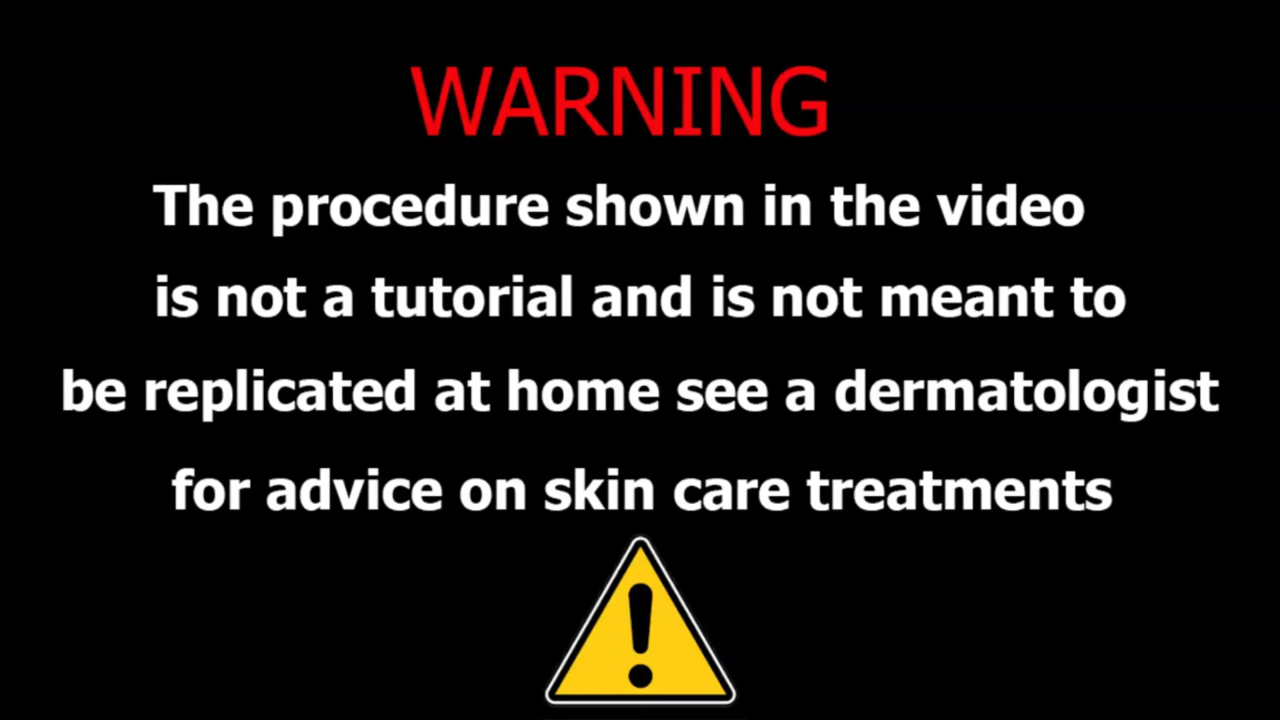 WARNING
The procedure shown in the video
is not a tutorial and is not meant to
be replicated at home see a dermatologist
for advice on skin care treatments